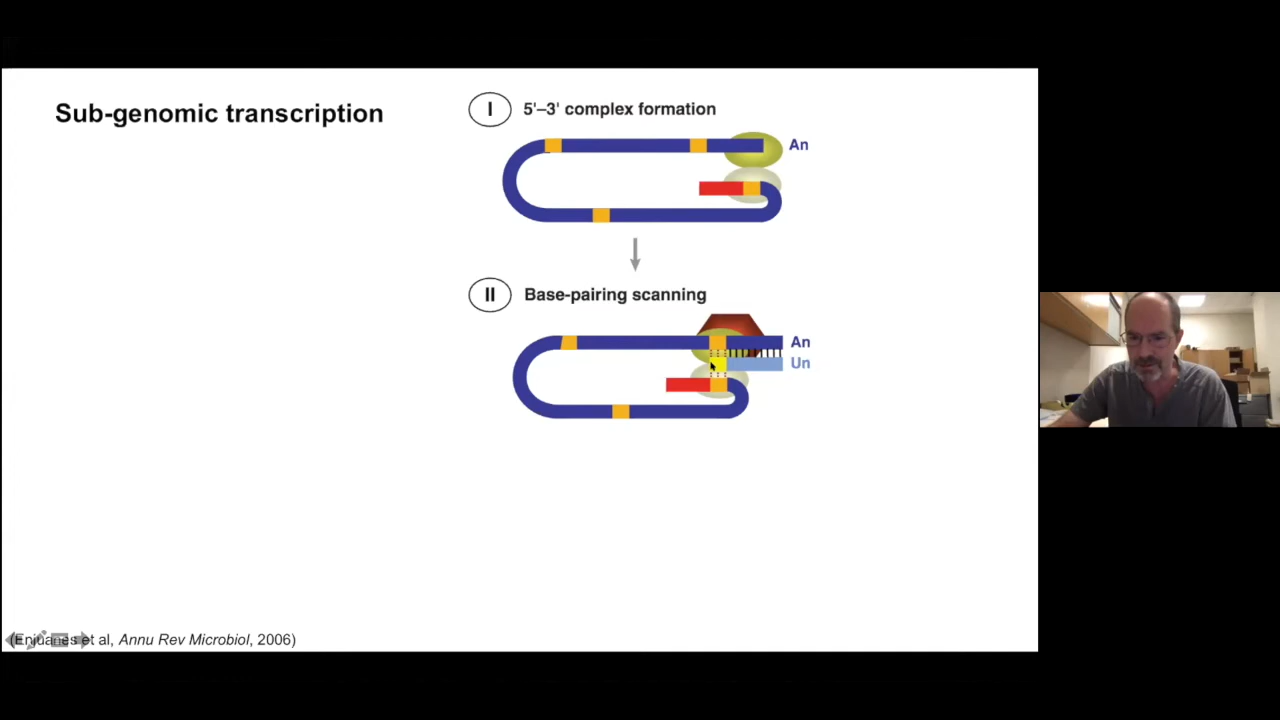 Sub-genomic transcription
I
5'–3' complex formation
An
II
Base-pairing scanning
An
Un
(Enjuanes et al, Annu Rev Microbiol, 2006)